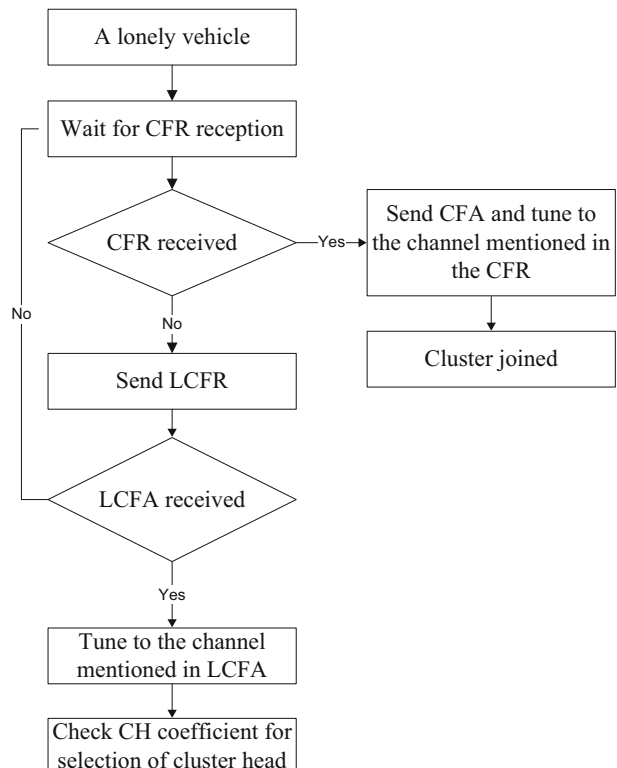 A lonely vehicle
Wait for CFR reception
CFR received
Yes
Send CFA and tune to
the channel mentioned in
the CFR
Cluster joined
No
No
Send LCFR
LCFA received
Yes
Tune to the channel
mentioned in LCFA
Check CH coefficient for
selection of cluster head